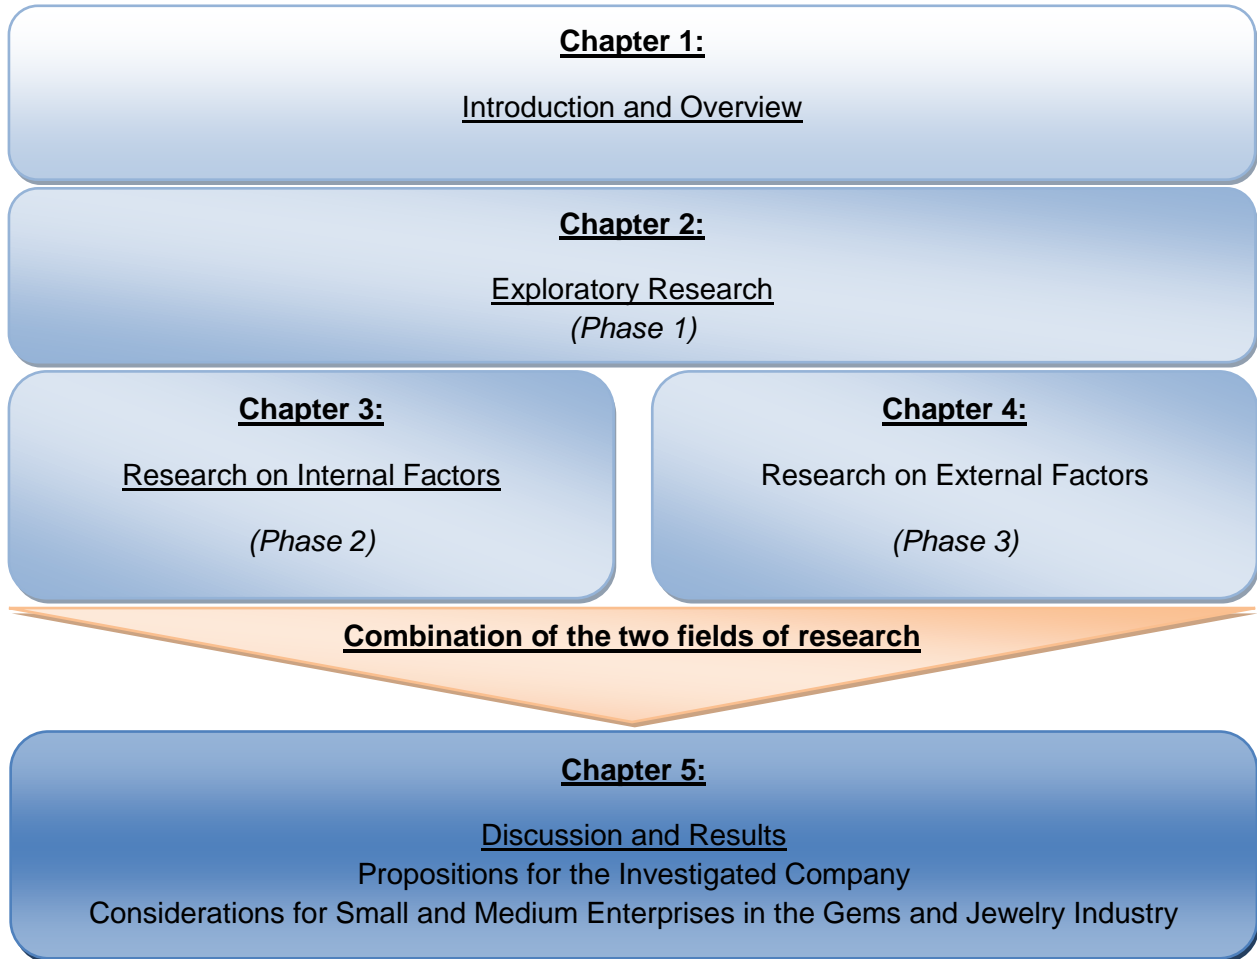 Chapter 1:
Introduction and Overview
Chapter 2:
Exploratory Research
(Phase 1)
Chapter 3:
Research on Internal Factors
(Phase 2)
Chapter 4:
Research on External Factors
(Phase 3)
Combination of the two fields of research
Chapter 5:
Discussion and Results
Propositions for the Investigated Company
Considerations for Small and Medium Enterprises in the Gems and Jewelry Industry